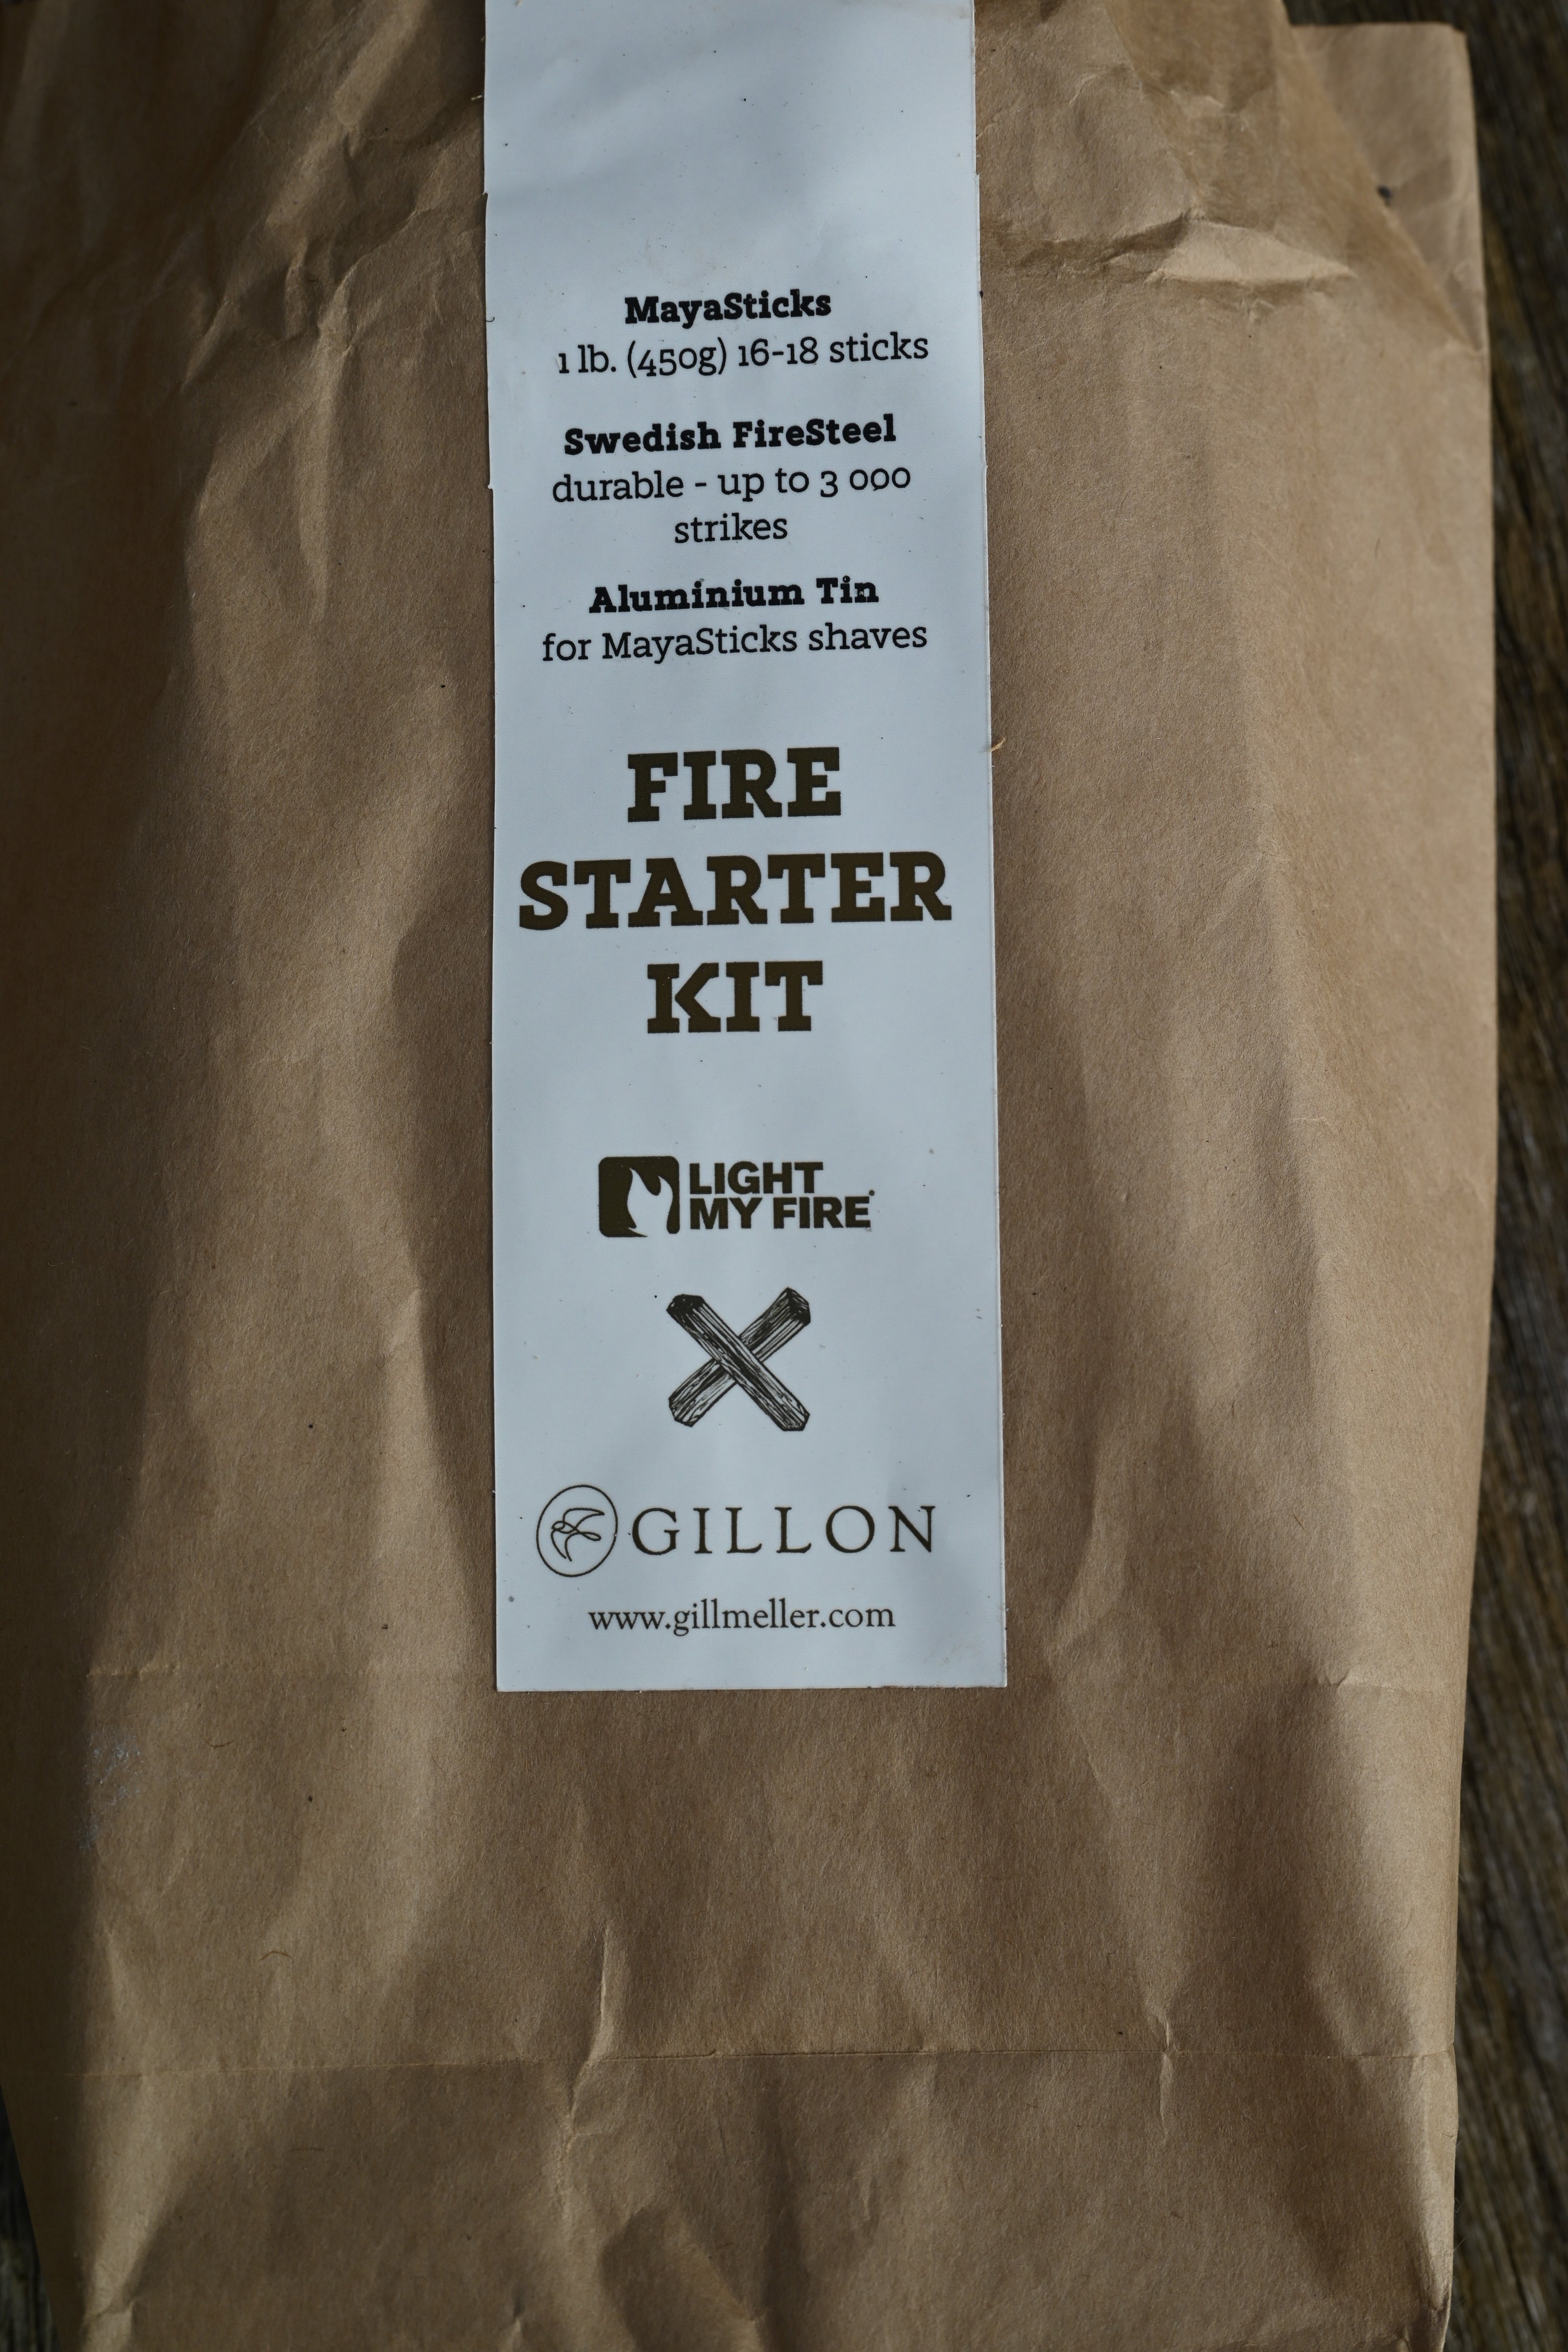 MayaSticks
1 lb. (450g) 16-18 sticks
Swedish FireSteel
durable - up to 3 000
strikes
Aluminium Tin
for MayaSticks shaves
FIRE
STARTER
KIT
LIGHT
MY FIRE
GILLON
www.gillmeller.com